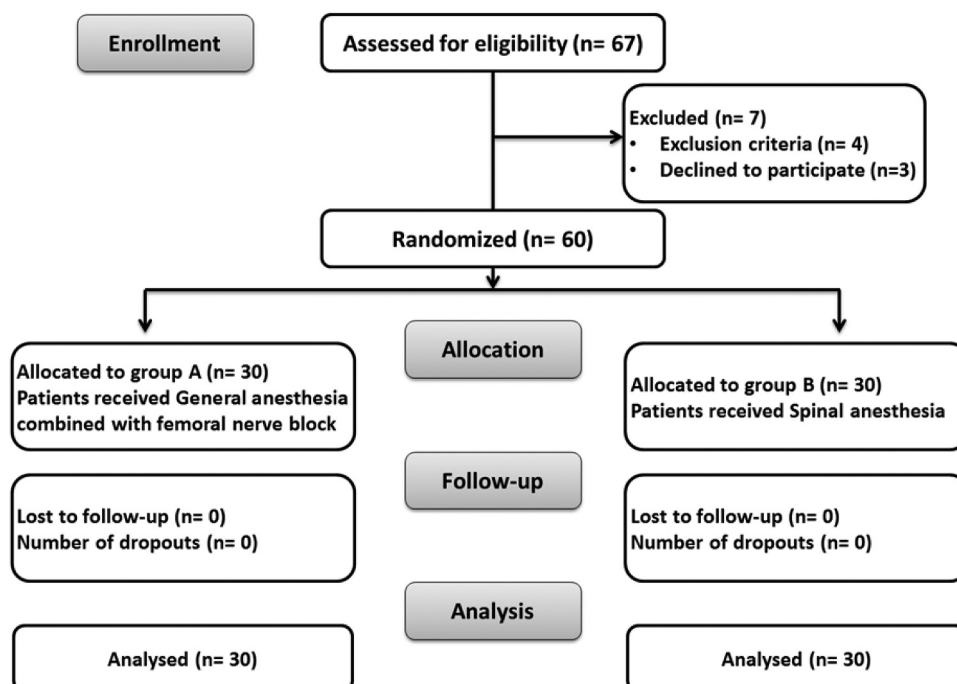 Enrollment
Assessed for eligibility (n= 67)
Excluded (n= 7)
• Exclusion criteria (n= 4)
• Declined to participate (n=3)
Randomized (n= 60)
Allocation
Allocated to group A (n= 30)
Patients received General anesthesia
combined with femoral nerve block
Allocated to group B (n= 30)
Patients received Spinal anesthesia
Follow-up
Lost to follow-up (n= 0)
Number of dropouts (n= 0)
Lost to follow-up (n= 0)
Number of dropouts (n= 0)
Analysis
Analysed (n= 30)
Analysed (n= 30)